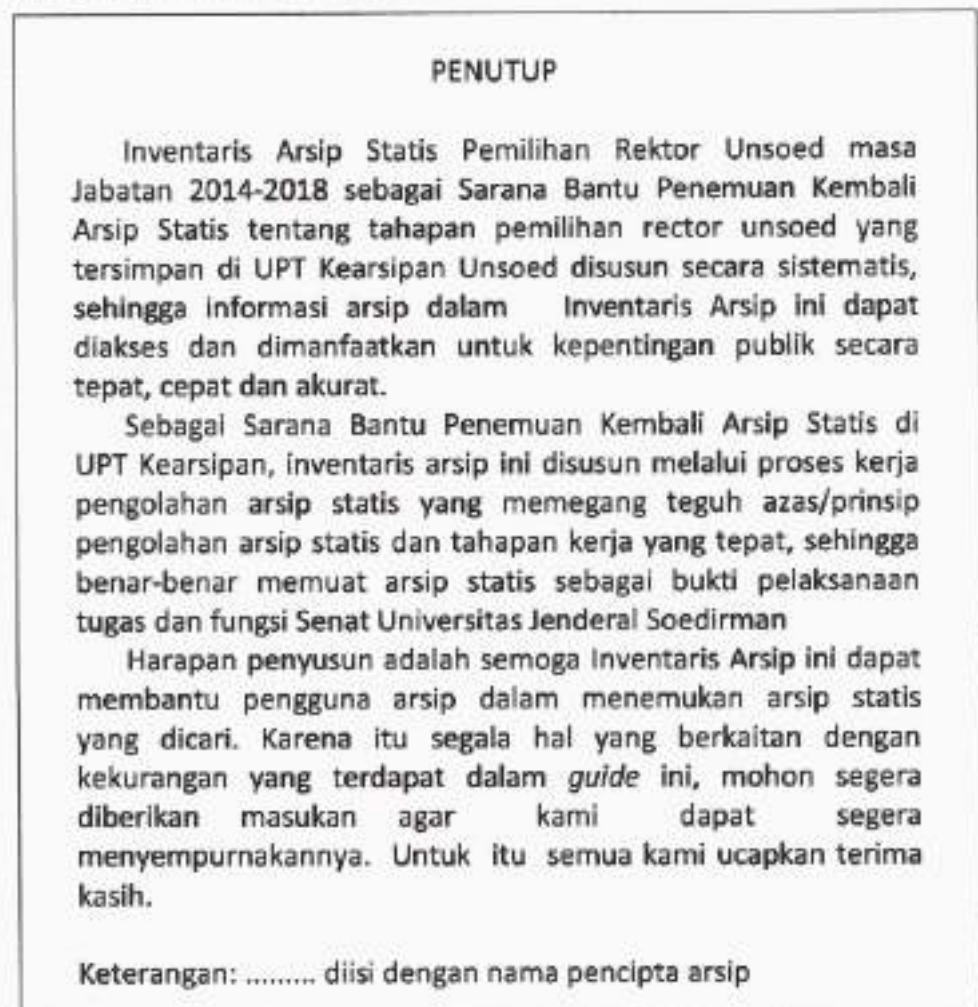 PENUTUP
Inventaris Arsip Statis Pemilihan Rektor Unsoed masa
Jabatan 2014-2018 sebagai Sarana Bantu Penemuan Kembali
Arsip Statis tentang tahapan pemilihan rector unsoed yang
tersimpan di UPT Kearsipan Unsoed disusun secara sistematis,
sehingga informasi arsip dalam Inventaris Arsip ini dapat
diakses dan dimanfaatkan untuk kepentingan publik secara
tepat, cepat dan akurat.
Sebagai Sarana Bantu Penemuan Kembali Arsip Statis di
UPT Kearsipan, inventaris arsip ini disusun melalui proses kerja
pengolahan arsip statis yang memegang teguh azas/prinsip
pengolahan arsip statis dan tahapan kerja yang tepat, sehingga
benar-benar memuat arsip statis sebagai bukti pelaksanaan
tugas dan fungsi Senat Universitas Jenderal Soedirman
Harapan penyusun adalah semoga Inventaris Arsip ini dapat
membantu pengguna arsip dalam menemukan arsip statis
yang dicari. Karena itu segala hal yang berkaitan dengan
kekurangan yang terdapat dalam guide ini, mohon segera
diberikan masukan agar kami dapat segera
menyempurnakannya. Untuk itu semua kami ucapkan terima
kasih.
Keterangan: ......... diisi dengan nama pencipta arsip